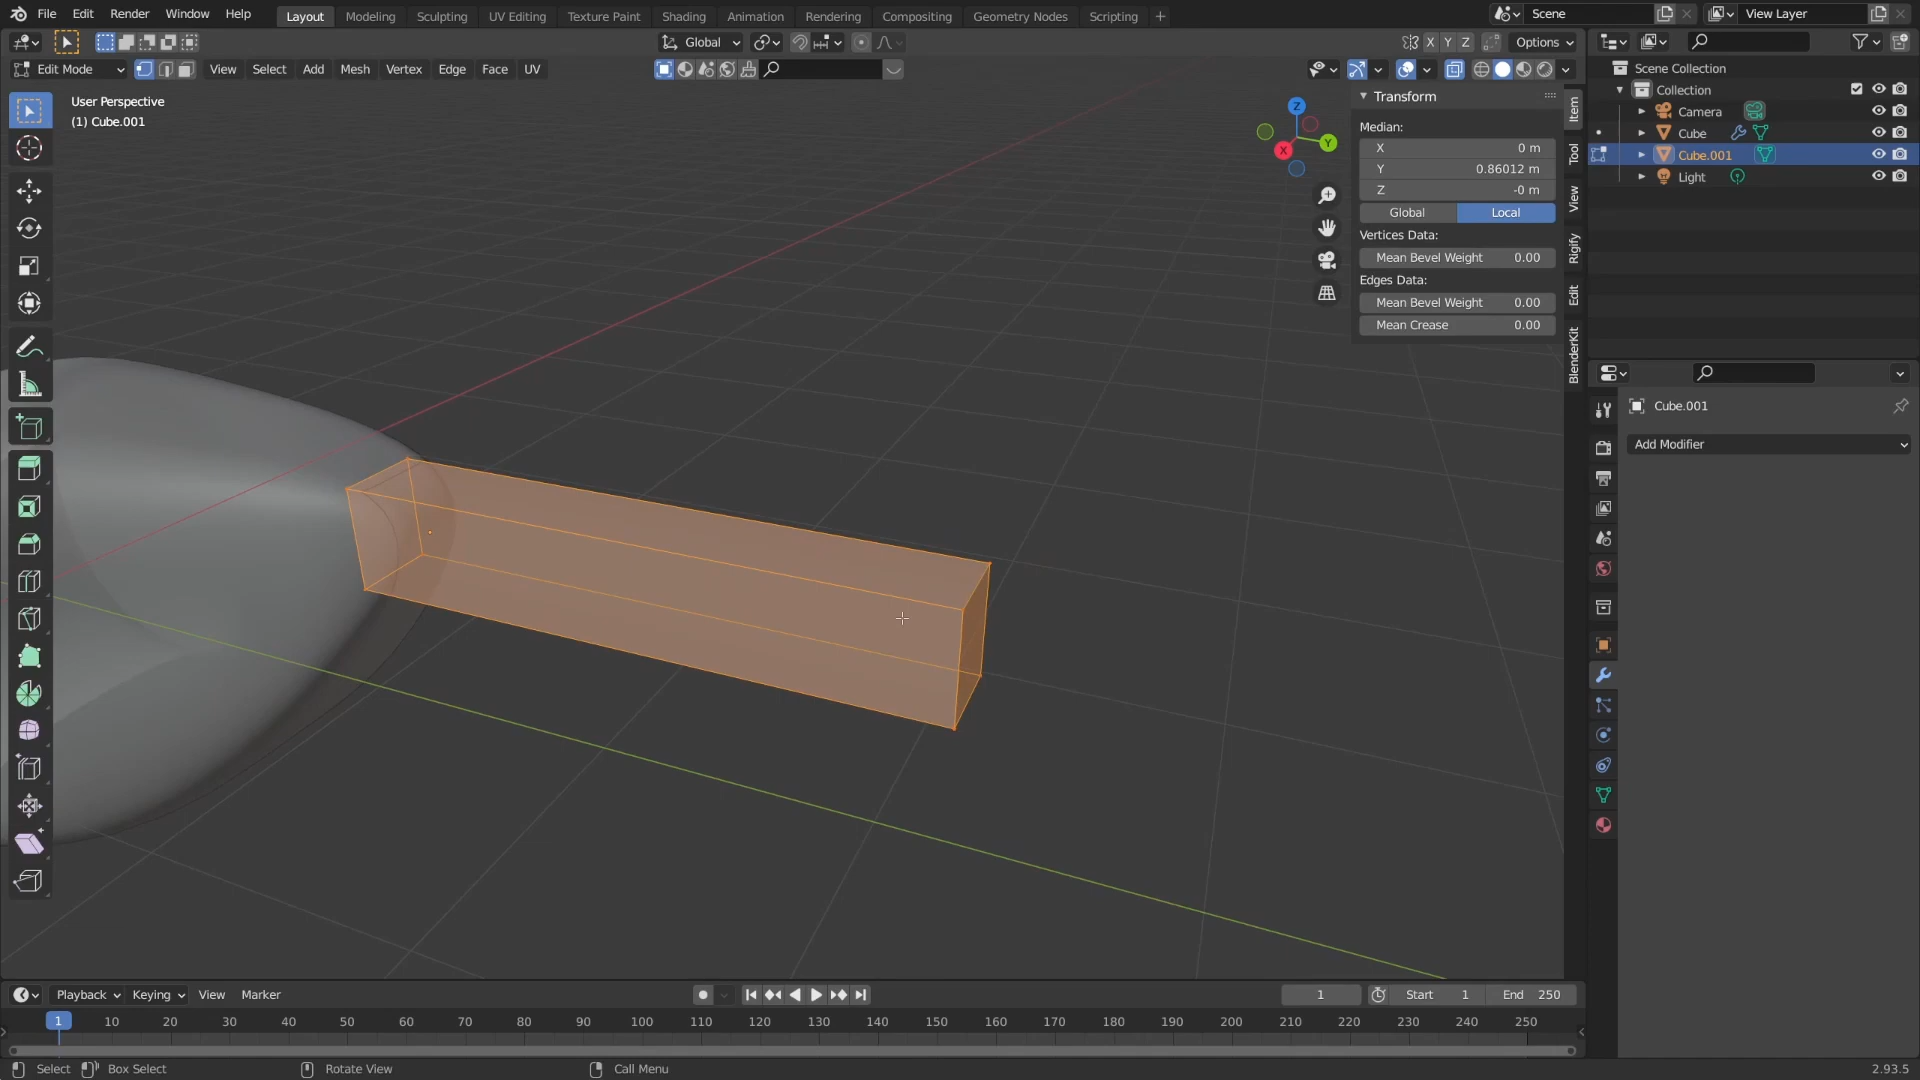 File Edit Render Window Help Layout Modeling Sculpting UV Editing Texture Paint Shading Animation Rendering Compositing Geometry Nodes Scripting + Scene View Layer
Global X Y Z Options
Edit Mode View Select Add Mesh Vertex Edge Face UV
User Perspective
(1) Cube.001
Z
Y
X
Transform
Median:
X 0 m
Y 0.86012 m
Z -0 m
Global Local
Vertices Data:
Mean Bevel Weight 0.00
Edges Data:
Mean Bevel Weight 0.00
Mean Crease 0.00
Item
Tool
View
Rigify
Edit
BlenderKit
Scene Collection
Collection
Camera
Cube
Cube.001
Light
Cube.001
Add Modifier
Playback Keying View Marker 1 Start 1 End 250
1 10 20 30 40 50 60 70 80 90 100 110 120 130 140 150 160 170 180 190 200 210 220 230 240 250
Select Box Select Rotate View Call Menu 2.93.5